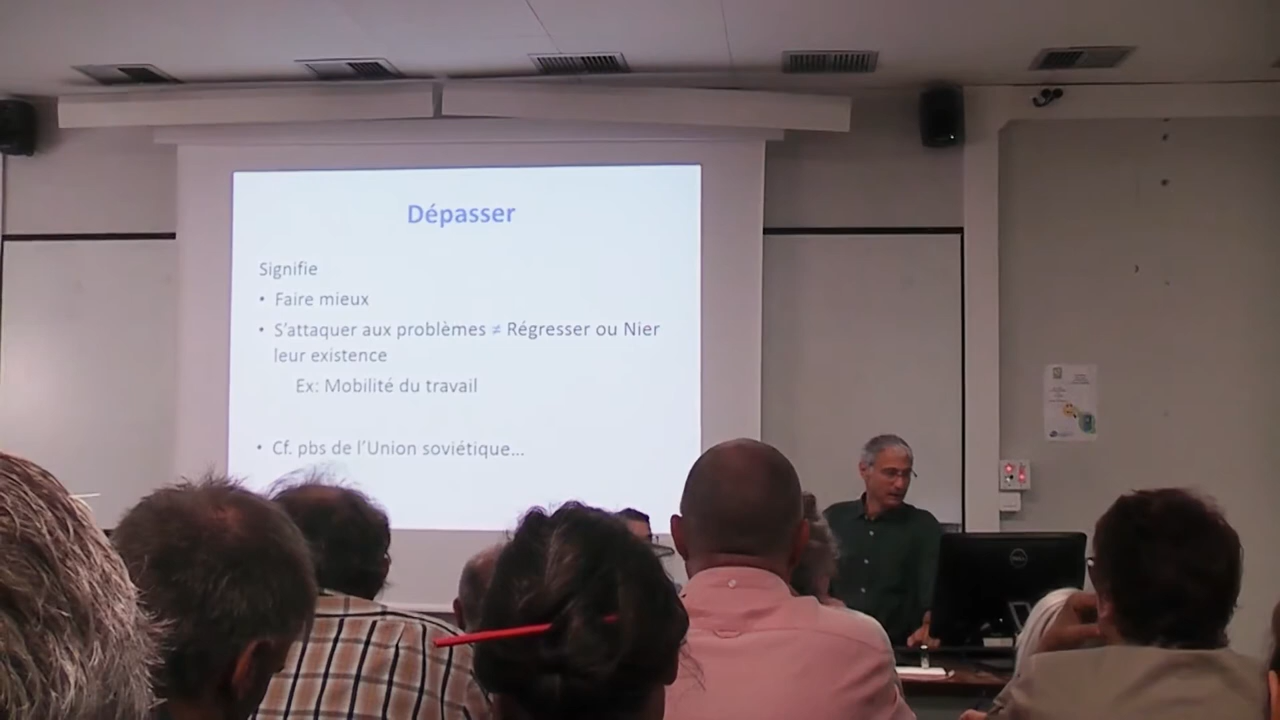 Dépasser
Signifie
• Faire mieux
• S'attaquer aux problèmes ≠ Régresser ou Nier
leur existence
Ex: Mobilité du travail
• Cf. pbs de l'Union soviétique...
DELL